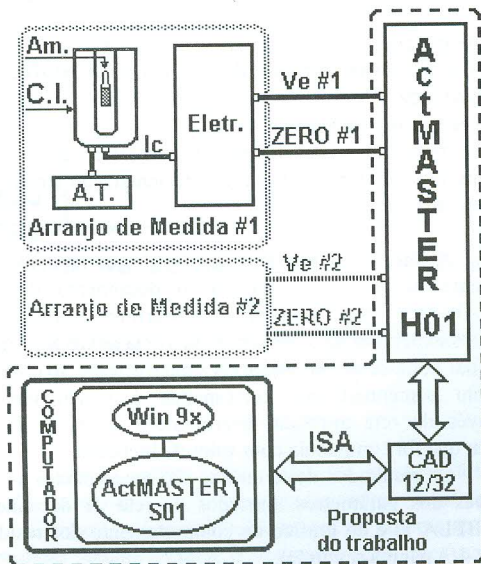 Am.
C.I.
Ic
A.T.
Eletr.
Arranjo de Medida #1
Ve #1
ZERO #1
Arranjo de Medida #2
Ve #2
ZERO #2
ActMASTER
H01
COMPUTADOR
Win 9x
ActMASTER
S01
ISA
CAD
12/32
Proposta
do trabalho